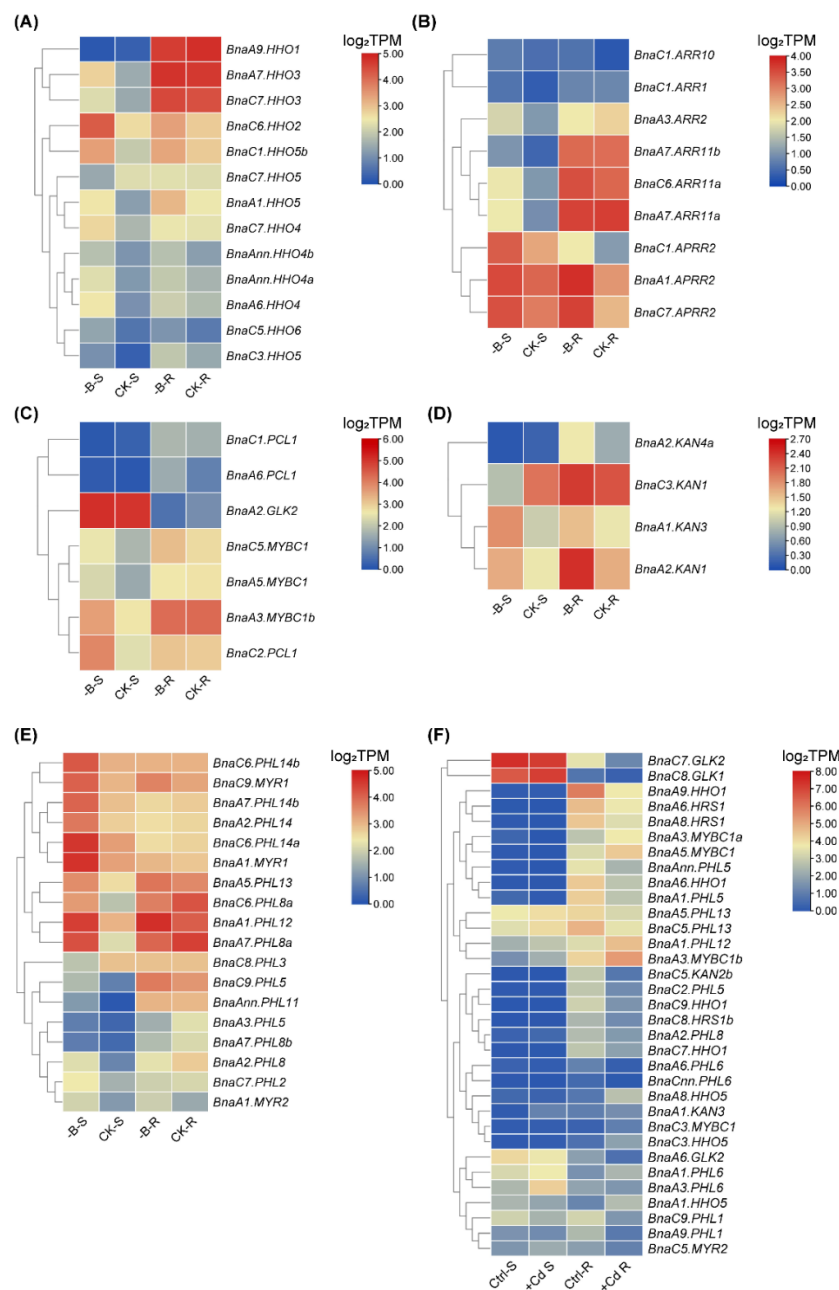 (A)
log₂TPM
5.00
4.00
3.00
2.00
1.00
0.00
BnaA9.HHO1
BnaA7.HHO3
BnaC7.HHO3
BnaC6.HHO2
BnaC1.HHO5b
BnaC7.HHO5
BnaA1.HHO5
BnaC7.HHO4
BnaAnn.HHO4b
BnaAnn.HHO4a
BnaA6.HHO4
BnaC5.HHO6
BnaC3.HHO5
-B-S CK-S -B-R CK-R
(B)
log₂TPM
4.00
3.50
3.00
2.50
2.00
1.50
1.00
0.50
0.00
BnaC1.ARR10
BnaC1.ARR1
BnaA3.ARR2
BnaA7.ARR11b
BnaC6.ARR11a
BnaA7.ARR11a
BnaC1.APRR2
BnaA1.APRR2
BnaC7.APRR2
-B-S CK-S -B-R CK-R
(C)
log₂TPM
6.00
5.00
4.00
3.00
2.00
1.00
0.00
BnaC1.PCL1
BnaA6.PCL1
BnaA2.GLK2
BnaC5.MYBC1
BnaA5.MYBC1
BnaA3.MYBC1b
BnaC2.PCL1
-B-S CK-S -B-R CK-R
(D)
log₂TPM
2.70
2.40
2.10
1.80
1.50
1.20
0.90
0.60
0.30
0.00
BnaA2.KAN4a
BnaC3.KAN1
BnaA1.KAN3
BnaA2.KAN1
-B-S CK-S -B-R CK-R
(E)
log₂TPM
5.00
4.00
3.00
2.00
1.00
0.00
BnaC6.PHL14b
BnaC9.MYR1
BnaA7.PHL14b
BnaA2.PHL14
BnaC6.PHL14a
BnaA1.MYR1
BnaA5.PHL13
BnaC6.PHL8a
BnaA1.PHL12
BnaA7.PHL8a
BnaC8.PHL3
BnaC9.PHL5
BnaAnn.PHL11
BnaA3.PHL5
BnaA7.PHL8b
BnaA2.PHL8
BnaC7.PHL2
BnaA1.MYR2
-B-S CK-S -B-R CK-R
(F)
log₂TPM
8.00
7.00
6.00
5.00
4.00
3.00
2.00
1.00
0.00
BnaC7.GLK2
BnaC8.GLK1
BnaA9.HHO1
BnaA6.HRS1
BnaA8.HRS1
BnaA3.MYBC1a
BnaA5.MYBC1
BnaAnn.PHL5
BnaA6.HHO1
BnaA1.PHL5
BnaA5.PHL13
BnaC5.PHL13
BnaA1.PHL12
BnaA3.MYBC1b
BnaC5.KAN2b
BnaC2.PHL5
BnaC9.HHO1
BnaC8.HRS1b
BnaA2.PHL8
BnaC7.HHO1
BnaA6.PHL6
BnaCnn.PHL6
BnaA8.HHO5
BnaA1.KAN3
BnaC3.MYBC1
BnaC3.HHO5
BnaA6.GLK2
BnaA1.PHL6
BnaA3.PHL6
BnaA1.HHO5
BnaC9.PHL1
BnaA9.PHL1
BnaC5.MYR2
Ctrl-S +Cd S Ctrl-R +Cd R